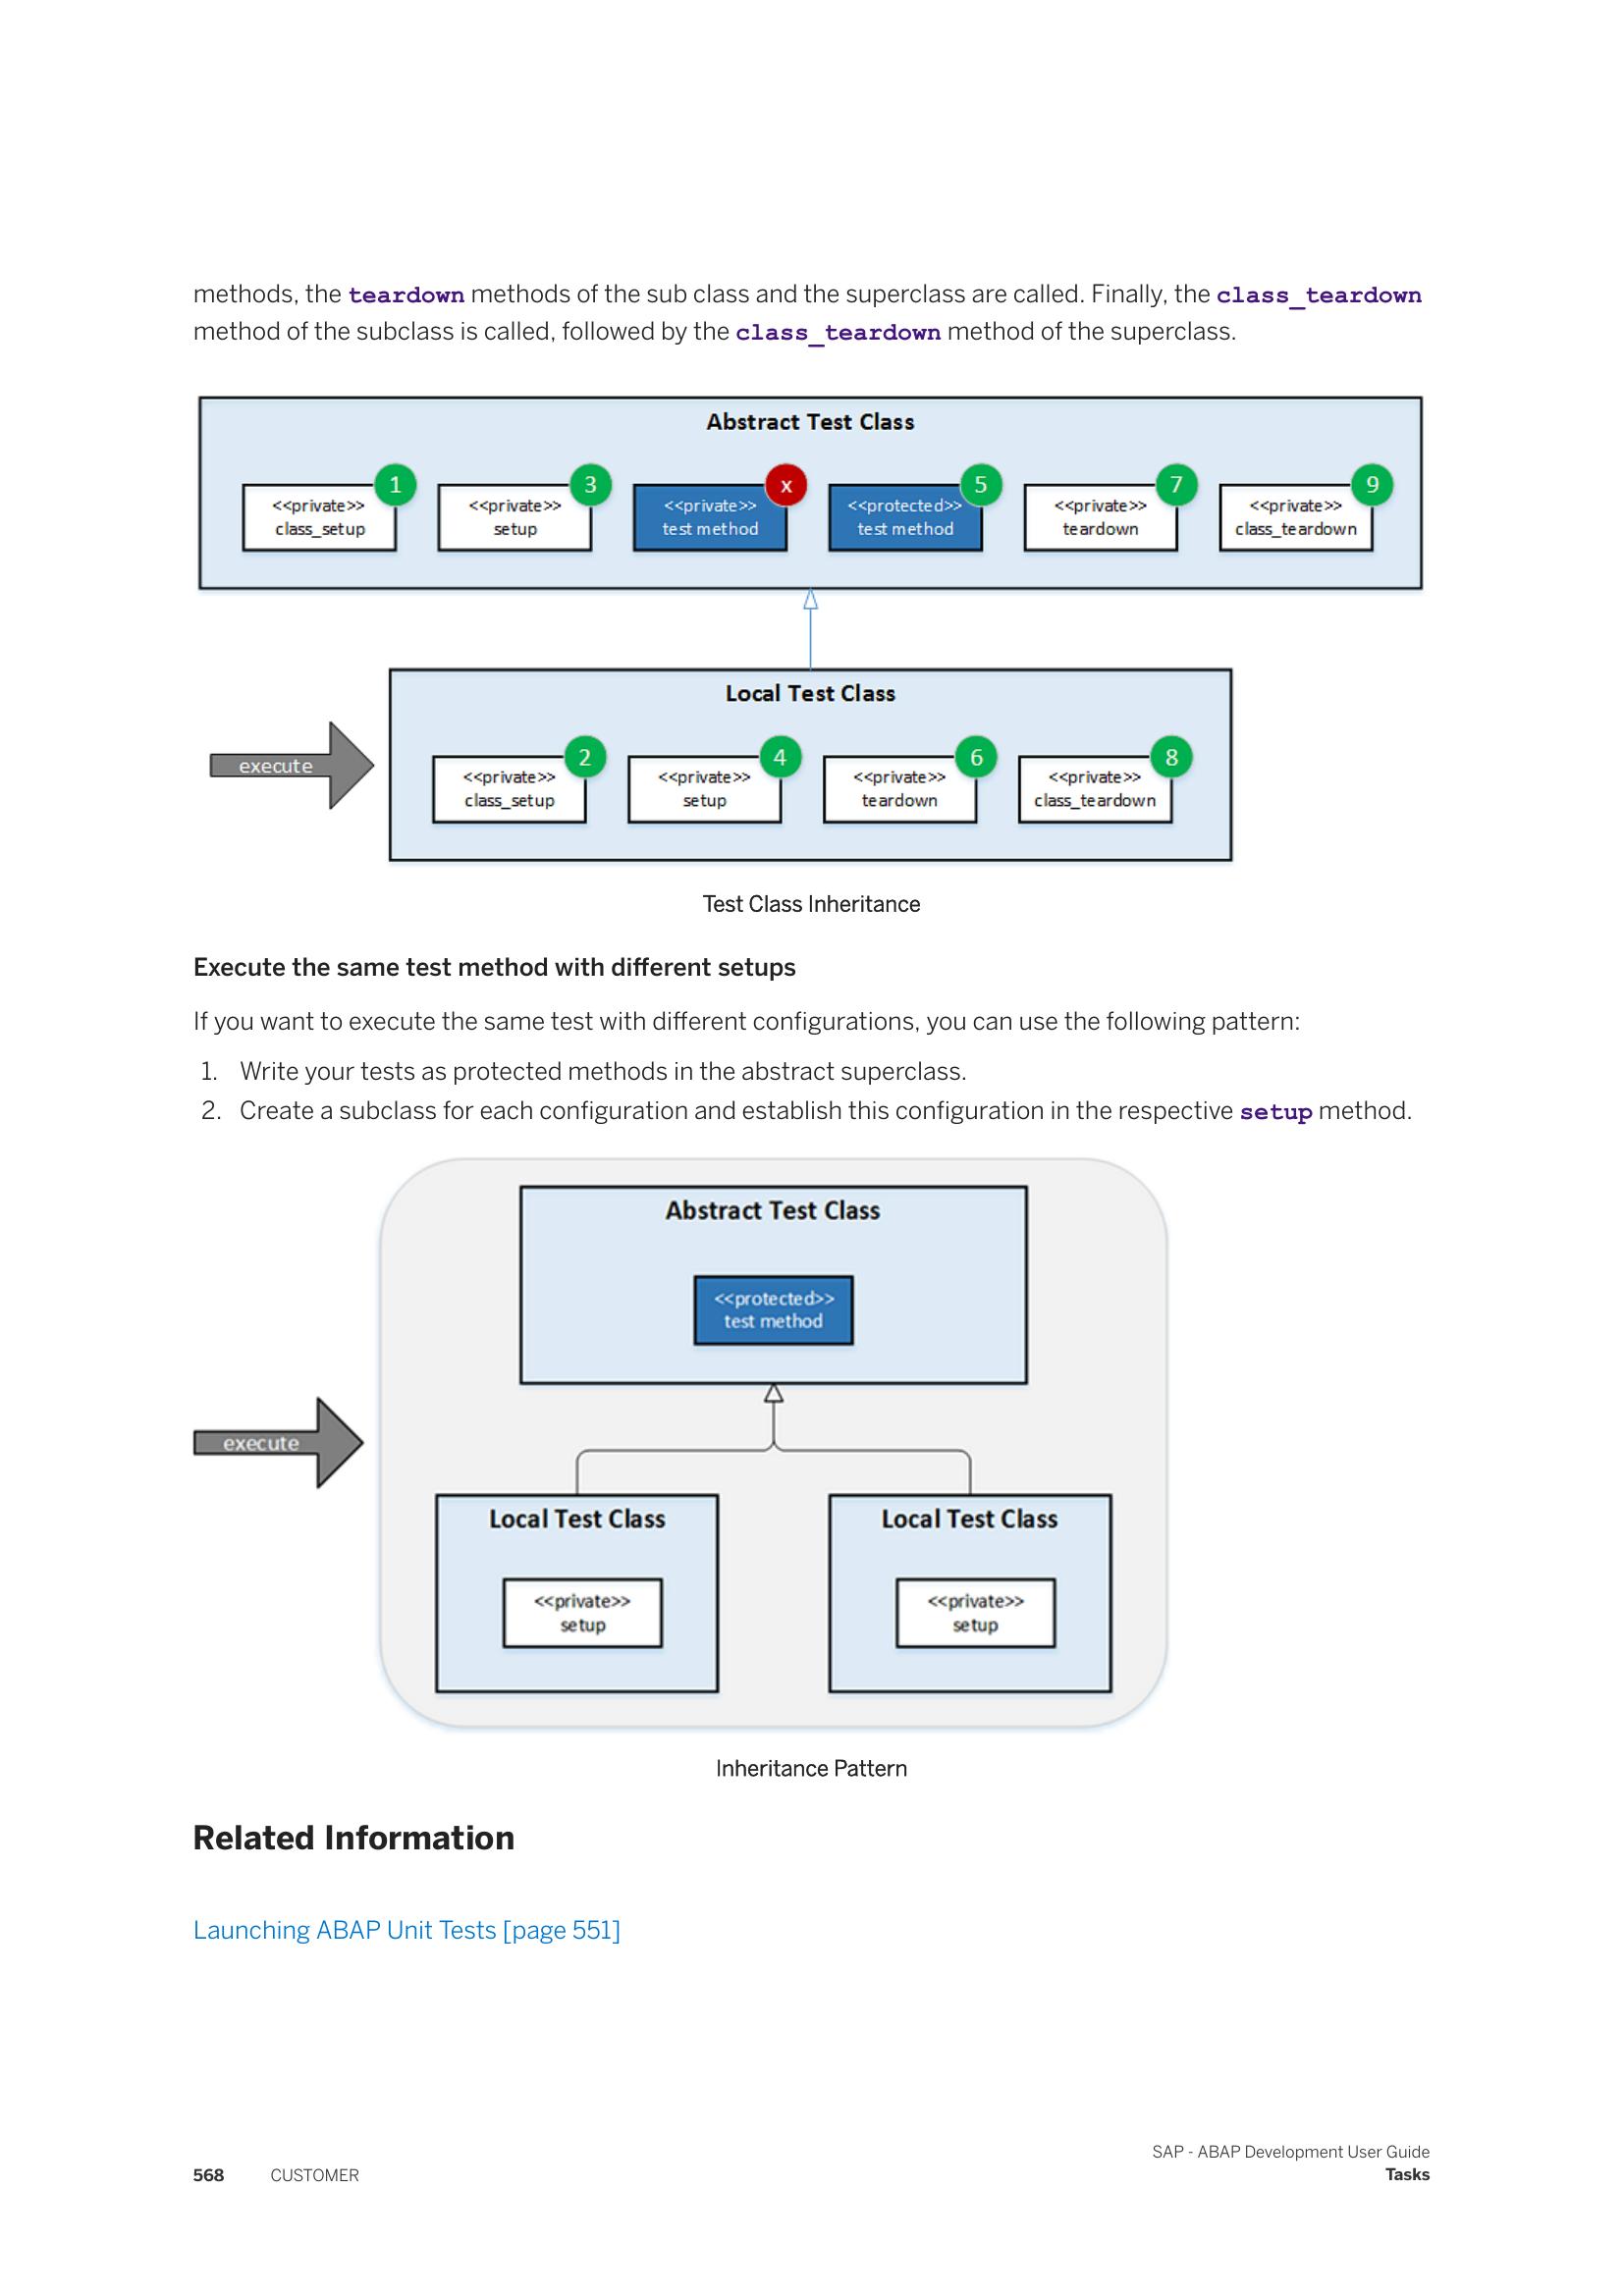 methods, the teardown methods of the sub class and the superclass are called. Finally, the class_teardown
method of the subclass is called, followed by the class_teardown method of the superclass.
Abstract Test Class
1
3
x
5
7
9
<<private>>
class_setup
<<private>>
setup
<<private>>
test method
<<protected>>
test method
<<private>>
teardown
<<private>>
class_teardown
Local Test Class
execute
2
4
6
8
<<private>>
class_setup
<<private>>
setup
<<private>>
teardown
<<private>>
class_teardown
Test Class Inheritance
Execute the same test method with different setups
If you want to execute the same test with different configurations, you can use the following pattern:
1. Write your tests as protected methods in the abstract superclass.
2. Create a subclass for each configuration and establish this configuration in the respective setup method.
Abstract Test Class
<<protected>>
test method
execute
Local Test Class
<<private>>
setup
Local Test Class
<<private>>
setup
Inheritance Pattern
Related Information
Launching ABAP Unit Tests [page 551]
SAP - ABAP Development User Guide
568 CUSTOMER
Tasks